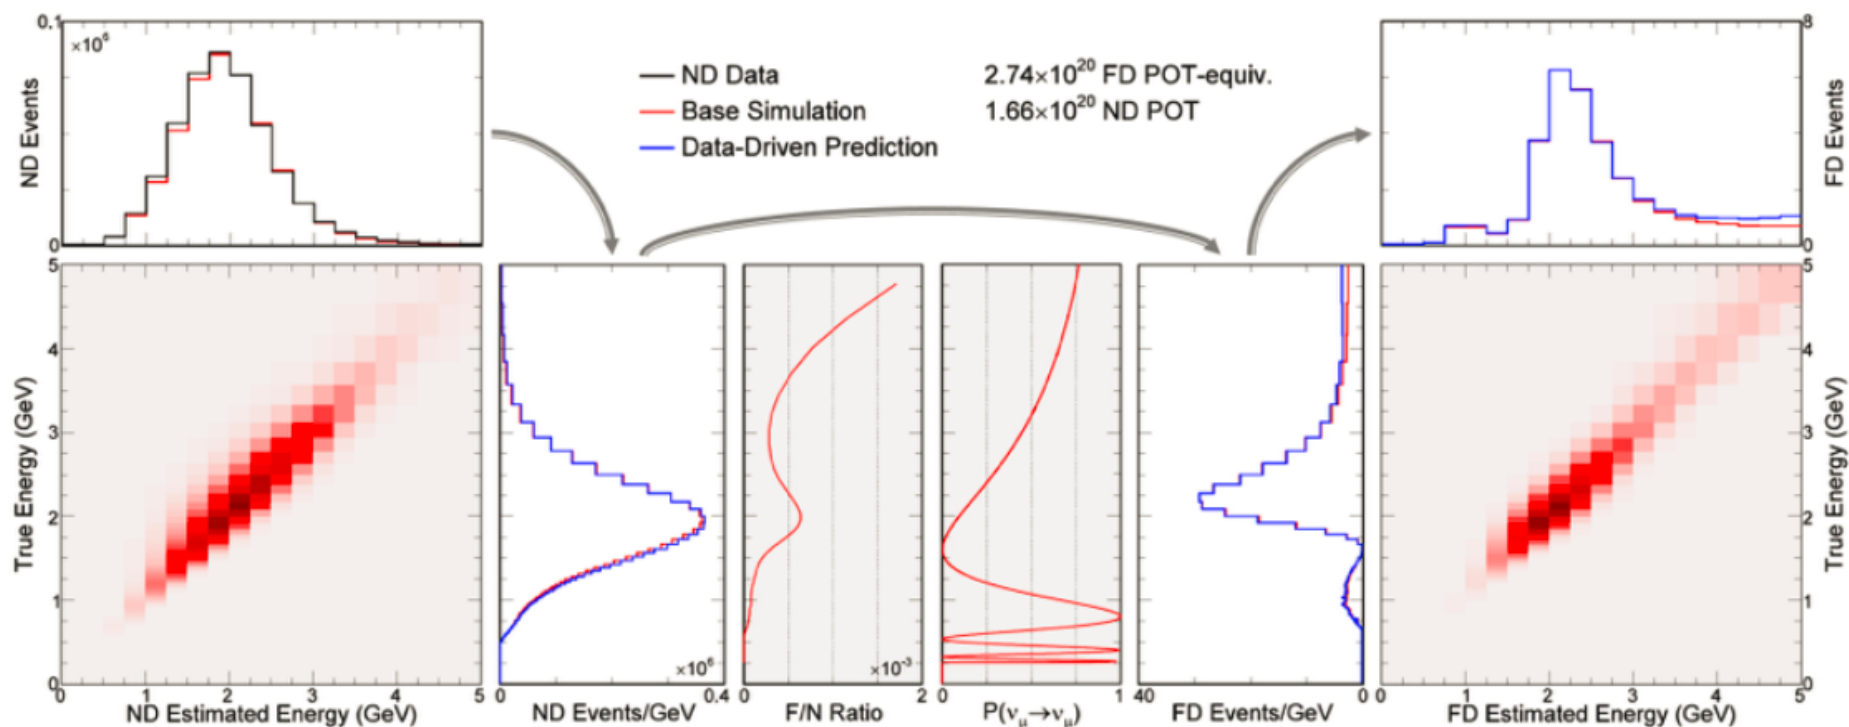 0.1
×10⁶
ND Events
0
ND Data
Base Simulation
Data-Driven Prediction
2.74×10²⁰ FD POT-equiv.
1.66×10²⁰ ND POT
8
FD Events
0
5
4
3
2
1
0
True Energy (GeV)
0 1 2 3 4 5
ND Estimated Energy (GeV)
×10⁶
0 0.4
ND Events/GeV
×10⁻³
0 2
F/N Ratio
0 1
P(νμ→νμ)
40 0
FD Events/GeV
1 2 3 4 5
FD Estimated Energy (GeV)
5
4
3
2
1
0
True Energy (GeV)